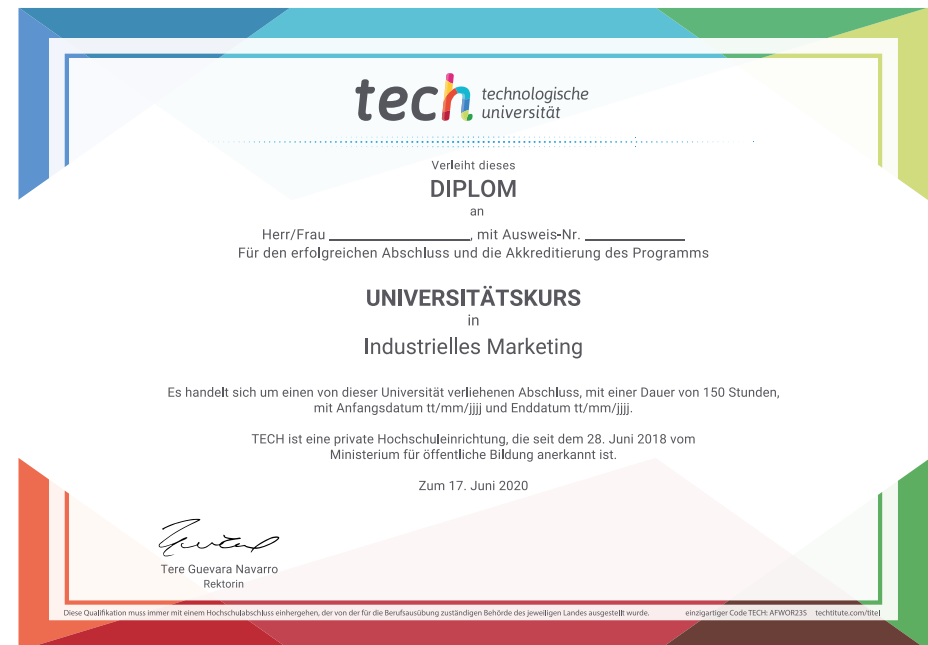 tech technologische
universität
Verleiht dieses
DIPLOM
an
Herr/Frau ____________________, mit Ausweis-Nr. ______________
Für den erfolgreichen Abschluss und die Akkreditierung des Programms
UNIVERSITÄTSKURS
in
Industrielles Marketing
Es handelt sich um einen von dieser Universität verliehenen Abschluss, mit einer Dauer von 150 Stunden,
mit Anfangsdatum tt/mm/jjjj und Enddatum tt/mm/jjjj.
TECH ist eine private Hochschuleinrichtung, die seit dem 28. Juni 2018 vom
Ministerium für öffentliche Bildung anerkannt ist.
Zum 17. Juni 2020
Tere Guevara Navarro
Rektorin
Diese Qualifikation muss immer mit einem Hochschulabschluss einhergehen, der von der für die Berufsausübung zuständigen Behörde des jeweiligen Landes ausgestellt wurde. einzigartiger Code TECH: AFWOR23S techtitute.com/titel